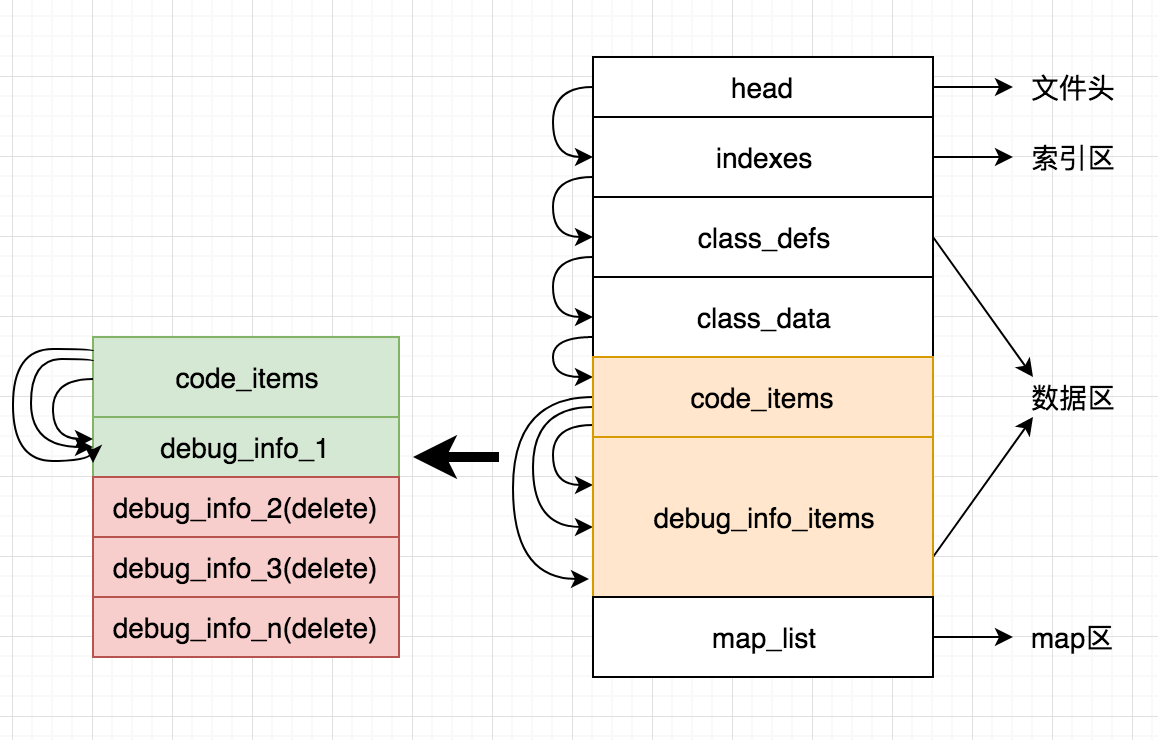 head
文件头
indexes
索引区
class_defs
class_data
数据区
code_items
debug_info_items
map_list
map区
code_items
debug_info_1
debug_info_2(delete)
debug_info_3(delete)
debug_info_n(delete)